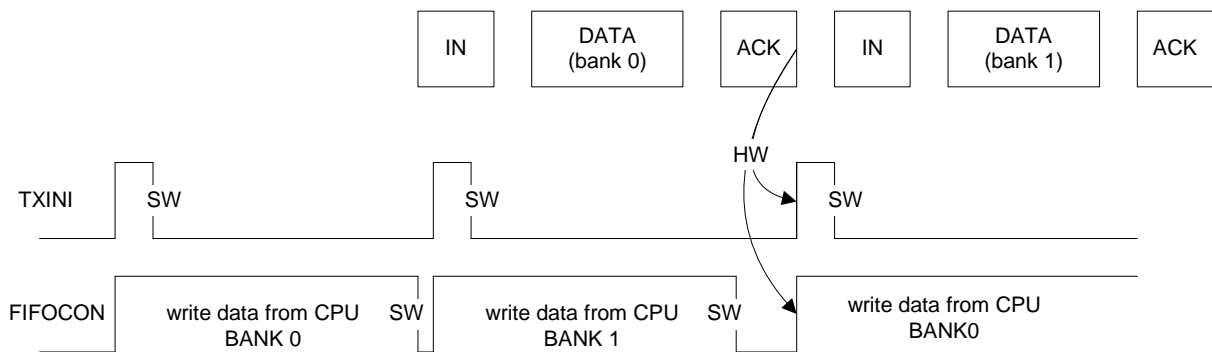 IN
DATA
(bank 0)
ACK
IN
DATA
(bank 1)
ACK
HW
TXINI
SW
SW
SW
FIFOCON
write data from CPU
BANK 0
SW
write data from CPU
BANK 1
SW
write data from CPU
BANK0